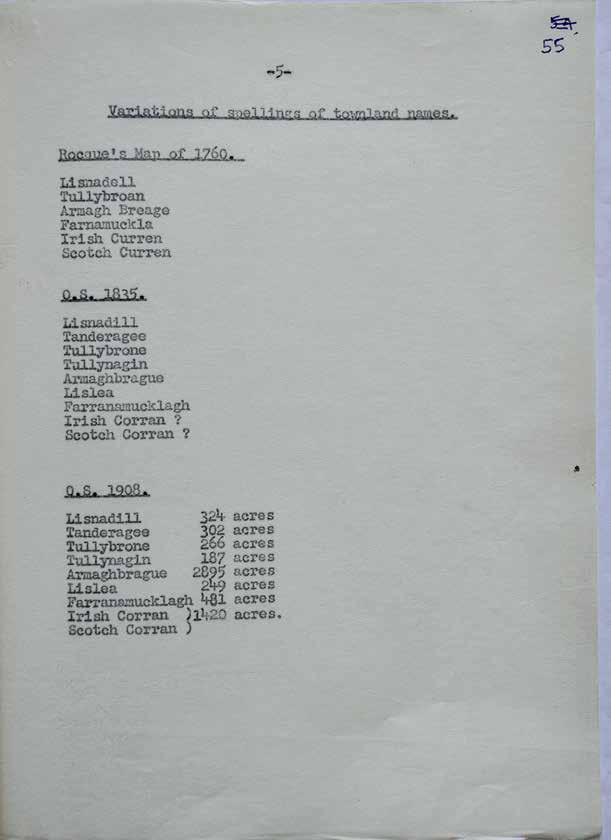 54.
55
-5-
Variations of spellings of townland names.
Rocque's Map of 1760.
Lisnadell
Tullybroan
Armagh Breage
Farnamuckla
Irish Curren
Scotch Curren
O.S. 1835.
Lisnadill
Tanderagee
Tullybrone
Tullynagin
Armaghbrague
Lislea
Farranamucklagh
Irish Corran ?
Scotch Corran ?
O.S. 1908.
Lisnadill 324 acres
Tanderagee 302 acres
Tullybrone 266 acres
Tullynagin 187 acres
Armaghbrague 2895 acres
Lislea 249 acres
Farranamucklagh 481 acres
Irish Corran )1420 acres.
Scotch Corran )